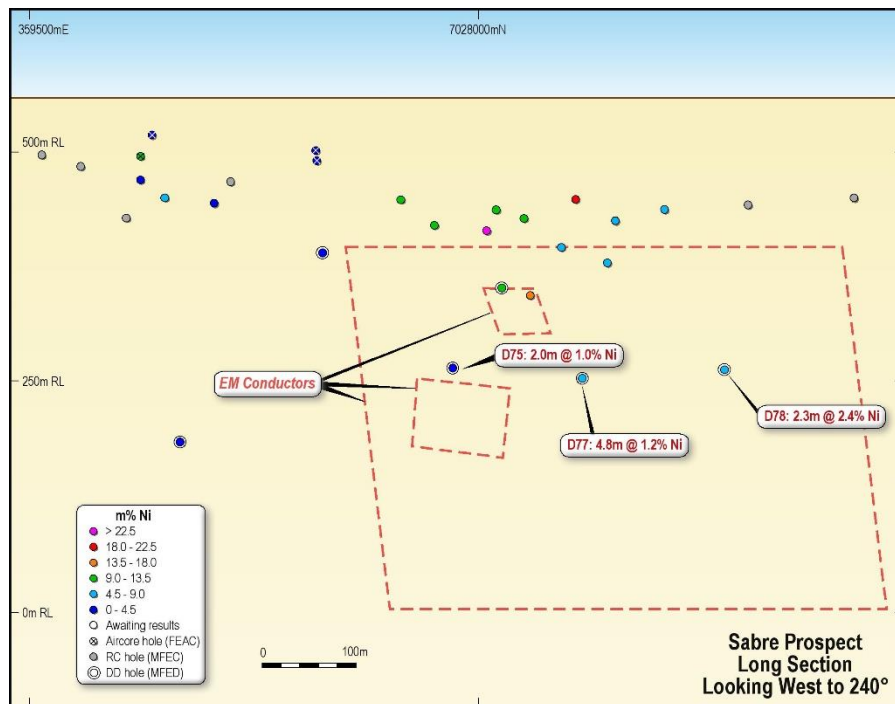 359500mE
7028000mN
500m RL
250m RL
0m RL
EM Conductors
D75: 2.0m @ 1.0% Ni
D77: 4.8m @ 1.2% Ni
D78: 2.3m @ 2.4% Ni
m% Ni
> 22.5
18.0 - 22.5
13.5 - 18.0
9.0 - 13.5
4.5 - 9.0
0 - 4.5
Awaiting results
Aircore hole (FEAC)
RC hole (MFEC)
DD hole (MFED)
0
100m
Sabre Prospect
Long Section
Looking West to 240°